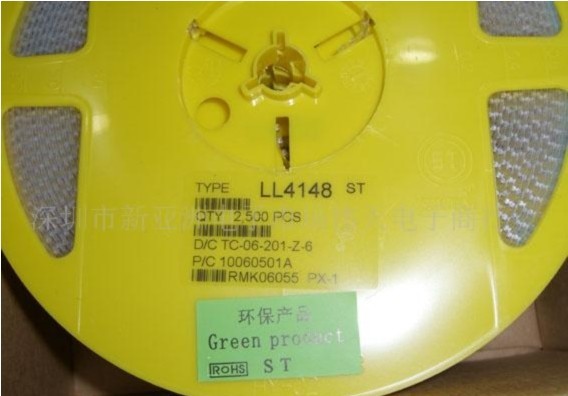 TYPE LL4148 ST
QTY 2,500 PCS
D/C TC-06-201-Z-6
P/C 10060501A
RMK06055 PX-1
环保产品
Green product
ROHS ST
ST